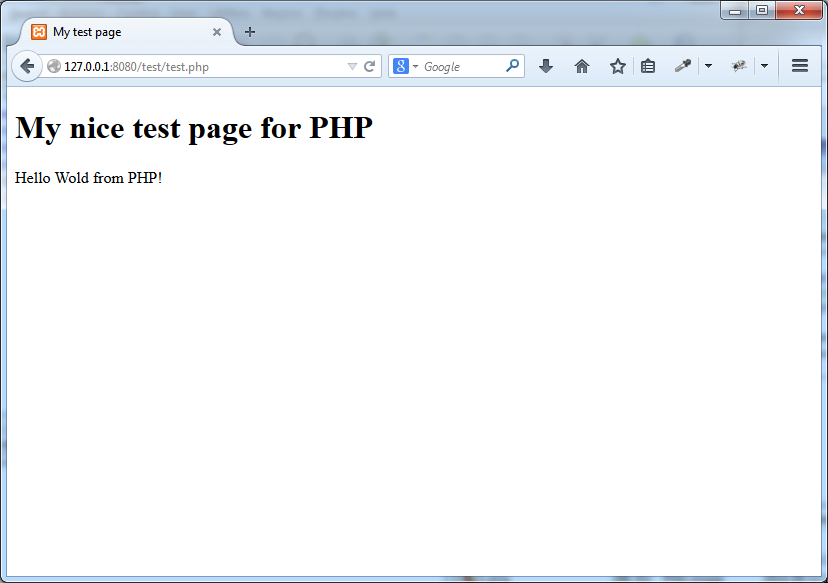 My test page
127.0.0.1:8080/test/test.php
Google
My nice test page for PHP
Hello Wold from PHP!